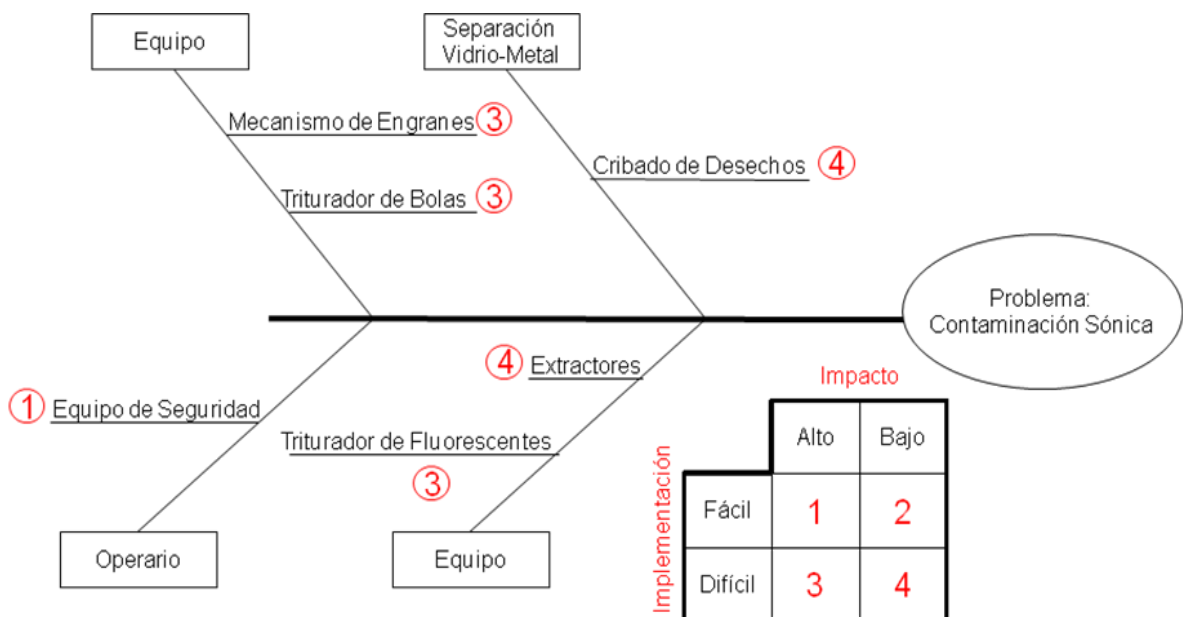 Equipo
Separación
Vidrio-Metal
Mecanismo de Engranes 3
Cribado de Desechos 4
Triturador de Bolas 3
Problema:
Contaminación Sónica
4 Extractores
1 Equipo de Seguridad
Triturador de Fluorescentes
3
Operario
Equipo
Impacto
Implementación
Alto Bajo
Fácil 1 2
Difícil 3 4